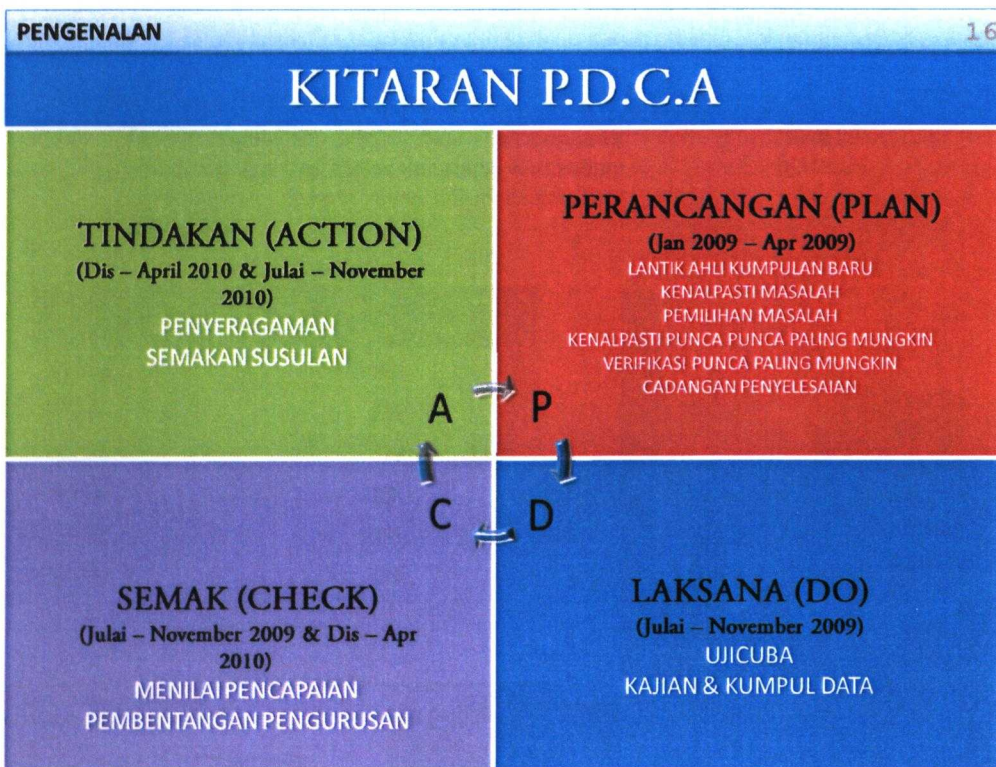 PENGENALAN
16
KITARAN P.D.C.A
TINDAKAN (ACTION)
(Dis – April 2010 & Julai – November
2010)
PENYERAGAMAN
SEMAKAN SUSULAN
PERANCANGAN (PLAN)
(Jan 2009 – Apr 2009)
LANTIK AHLI KUMPULAN BARU
KENALPASTI MASALAH
PEMILIHAN MASALAH
KENALPASTI PUNCA PUNCA PALING MUNGKIN
VERIFIKASI PUNCA PALING MUNGKIN
CADANGAN PENYELESAIAN
A
P
C
D
SEMAK (CHECK)
(Julai – November 2009 & Dis – Apr
2010)
MENILAI PENCAPAIAN
PEMBENTANGAN PENGURUSAN
LAKSANA (DO)
(Julai – November 2009)
UJICUBA
KAJIAN & KUMPUL DATA